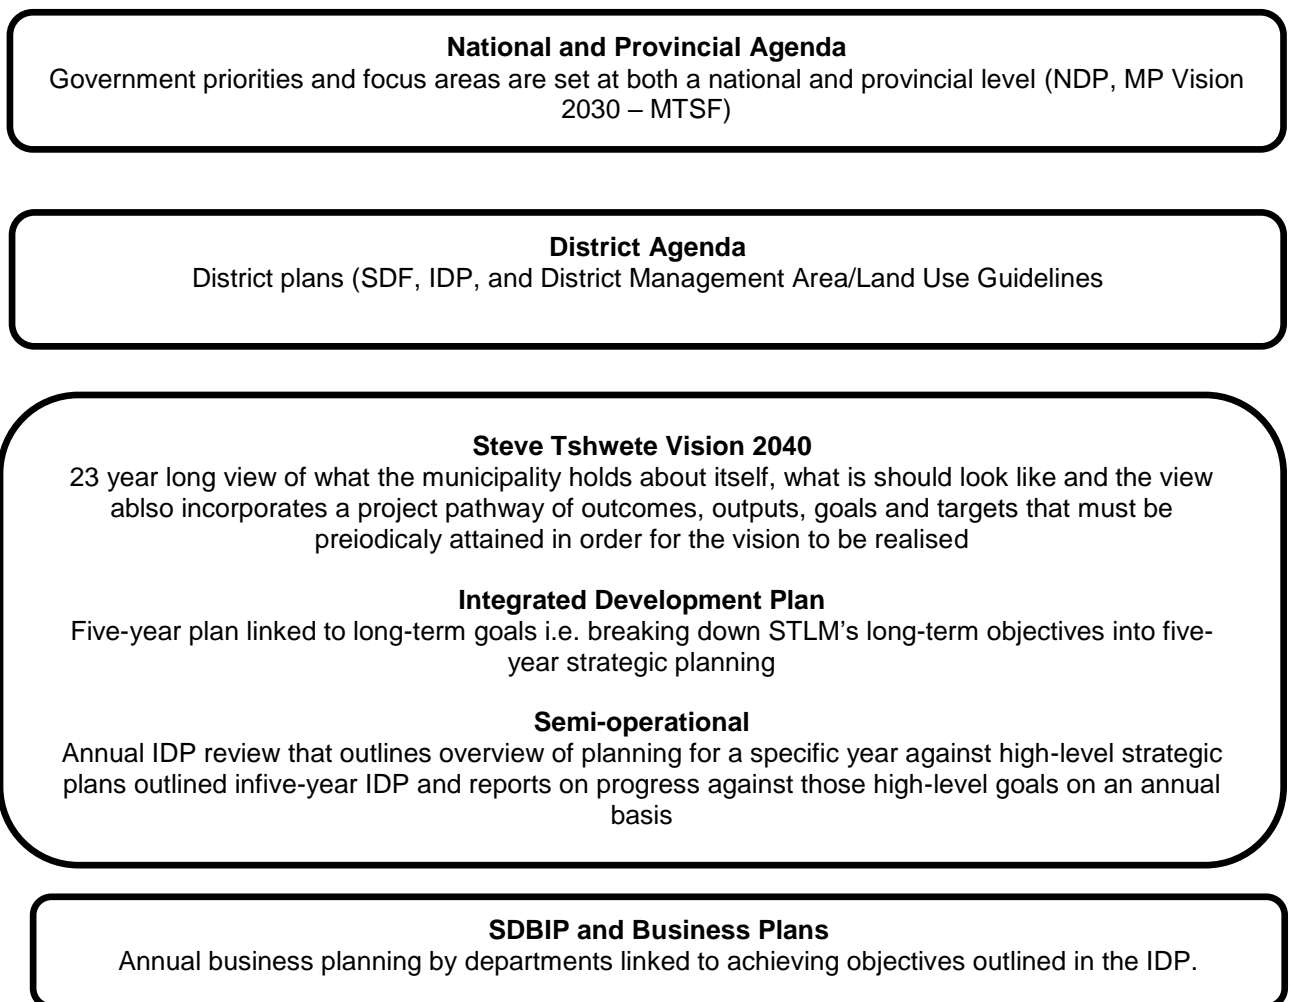 National and Provincial Agenda
Government priorities and focus areas are set at both a national and provincial level (NDP, MP Vision
2030 – MTSF)
District Agenda
District plans (SDF, IDP, and District Management Area/Land Use Guidelines
Steve Tshwete Vision 2040
23 year long view of what the municipality holds about itself, what is should look like and the view
ablso incorporates a project pathway of outcomes, outputs, goals and targets that must be
preiodicaly attained in order for the vision to be realised
Integrated Development Plan
Five-year plan linked to long-term goals i.e. breaking down STLM’s long-term objectives into five-
year strategic planning
Semi-operational
Annual IDP review that outlines overview of planning for a specific year against high-level strategic
plans outlined infive-year IDP and reports on progress against those high-level goals on an annual
basis
SDBIP and Business Plans
Annual business planning by departments linked to achieving objectives outlined in the IDP.